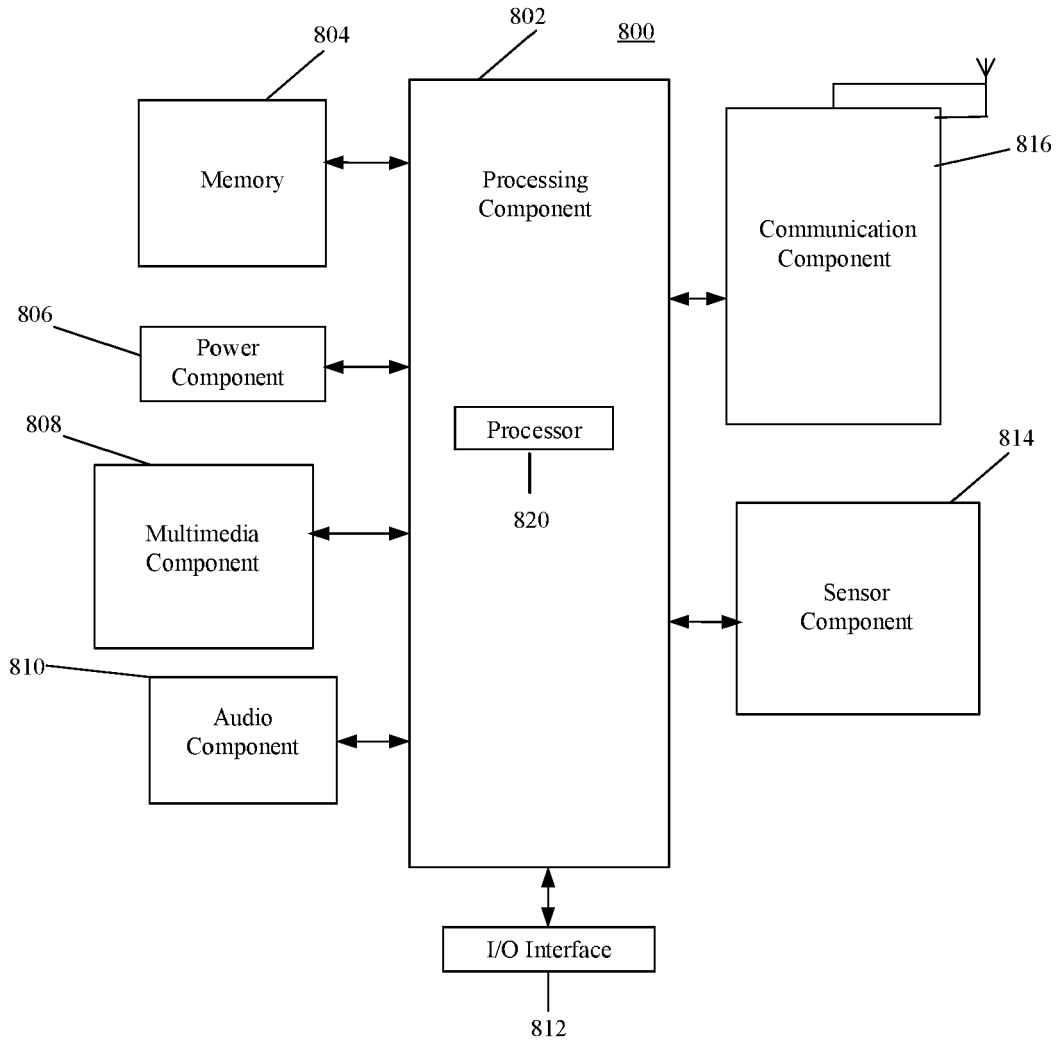 802
800
804
Memory
Processing
Component
816
Communication
Component
806
Power
Component
808
Processor
820
814
Multimedia
Component
Sensor
Component
810
Audio
Component
I/O Interface
812